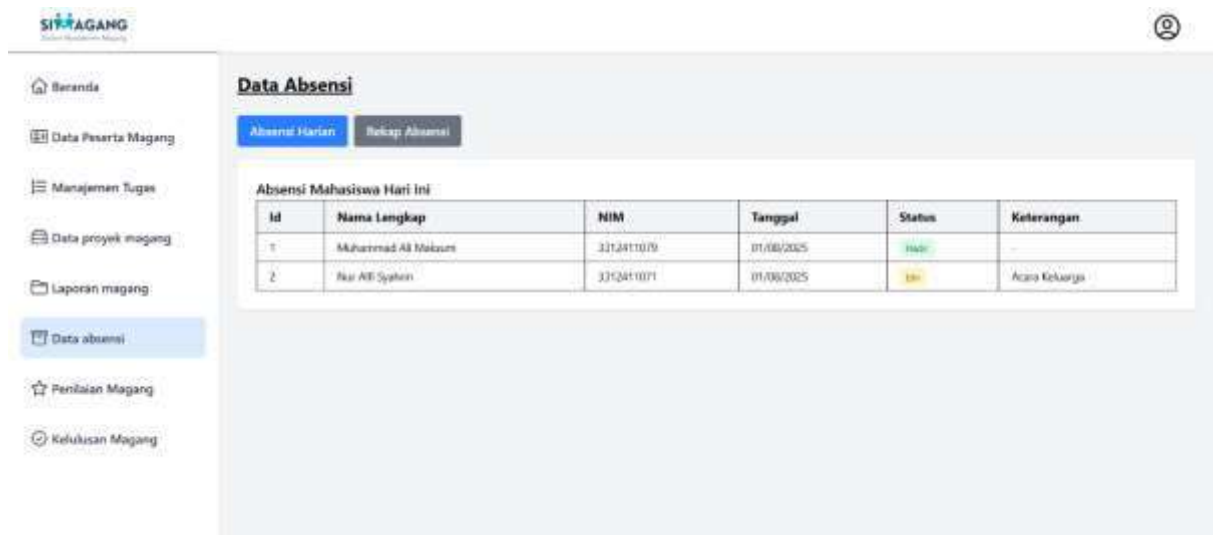 SIMAGANG
Beranda
Data Peserta Magang
Manajemen Tugas
Data proyek magang
Laporan magang
Data absensi
Penilaian Magang
Kelulusan Magang
Data Absensi
Absensi Harian Rekap Absensi
Absensi Mahasiswa Hari Ini
Id Nama Lengkap NIM Tanggal Status Keterangan
1 Muhammad Ali Maksum 3312411079 01/08/2025 Hadir -
2 Nur Alfi Syahrin 3312411071 01/08/2025 Izin Acara Keluarga